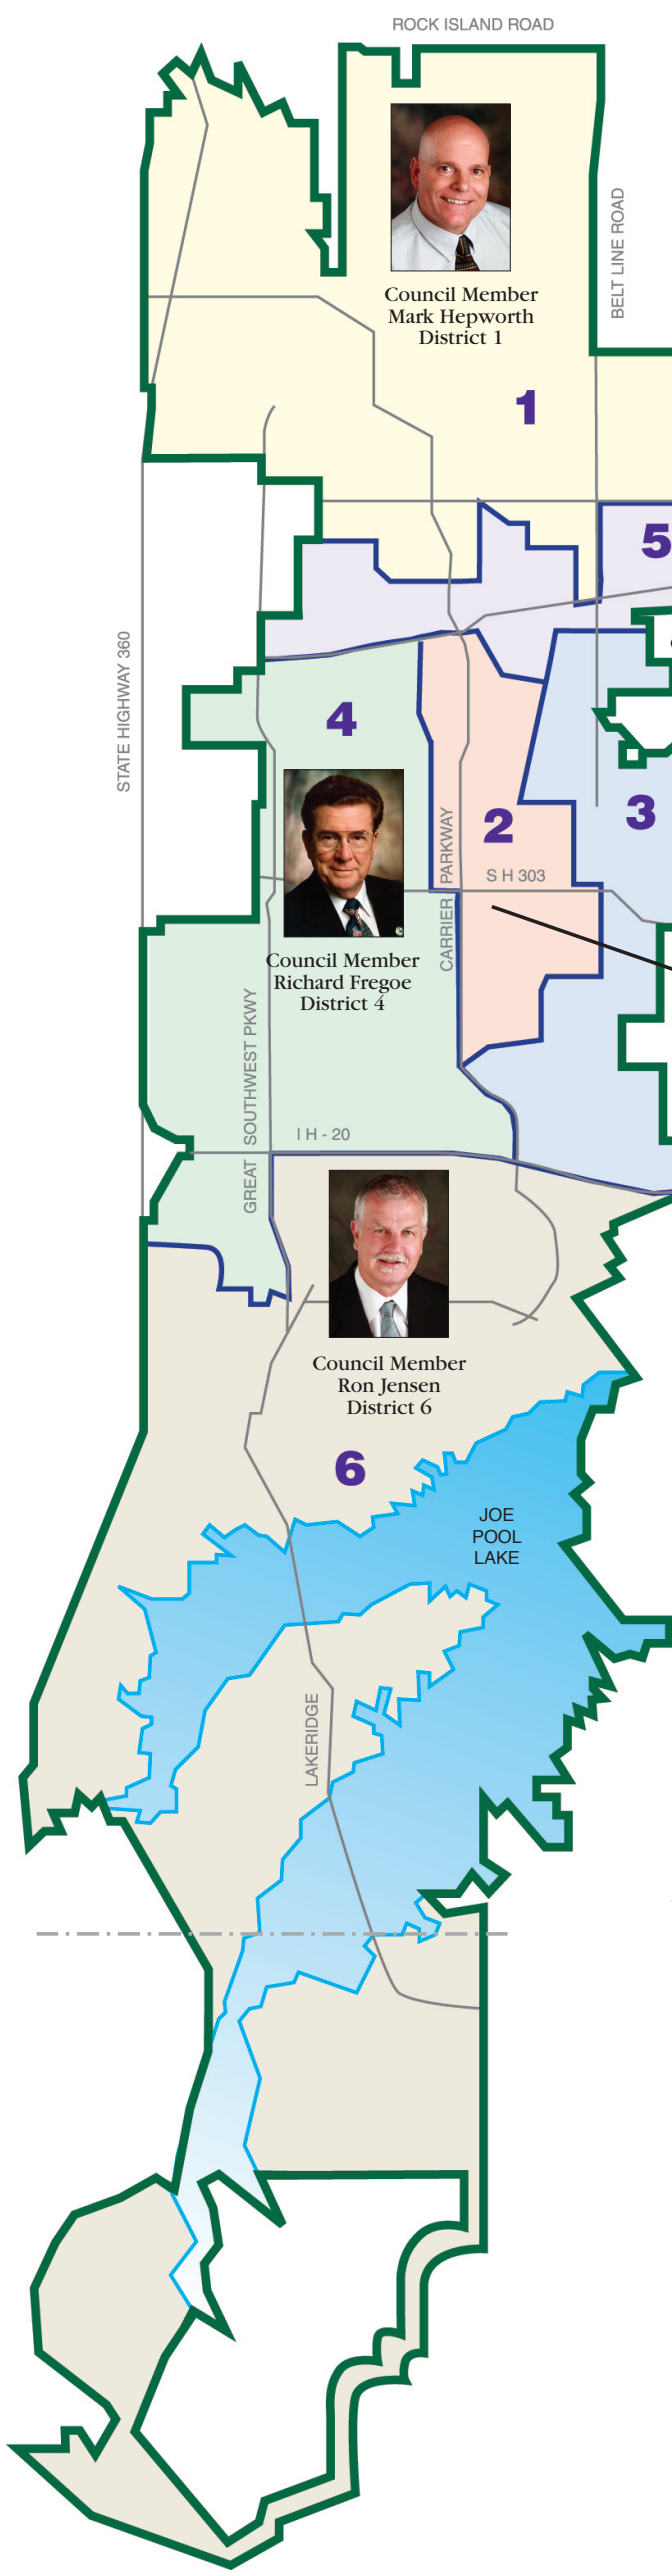 ROCK ISLAND ROAD
BELT LINE ROAD
Council Member
Mark Hepworth
District 1
1
5
STATE HIGHWAY 360
4
3
2
CARRIER PARKWAY
S H 303
Council Member
Richard Fregoe
District 4
GREAT SOUTHWEST PKWY
I H - 20
Council Member
Ron Jensen
District 6
6
JOE
POOL
LAKE
LAKERIDGE